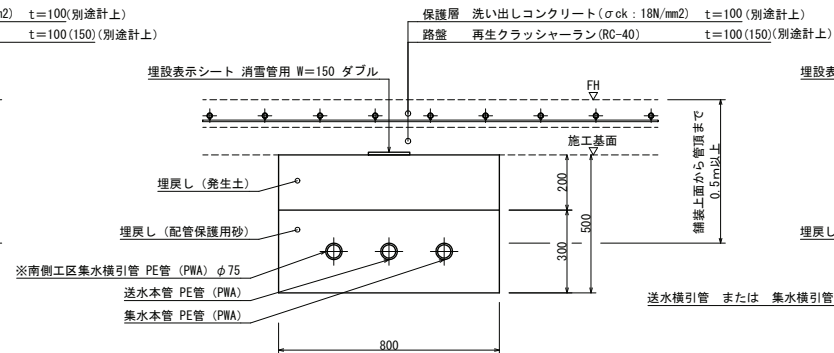 m2) t=100(別途計上)
t=100(150)(別途計上)
保護層 洗い出しコンクリート(σck:18N/mm2) t=100(別途計上)
路盤 再生クラッシャーラン(RC-40) t=100(150)(別途計上)
埋設表示シート 消雪管用 W=150 ダブル
埋設表
FH
施工基面
舗装上面から管頂まで
0.5m以上
埋戻し(発生土)
200
500
埋戻し(配管保護用砂)
300
埋戻し
※南側工区集水横引管 PE管(PWA)φ75
送水本管 PE管(PWA)
集水本管 PE管(PWA)
送水横引管 または 集水横引管
800